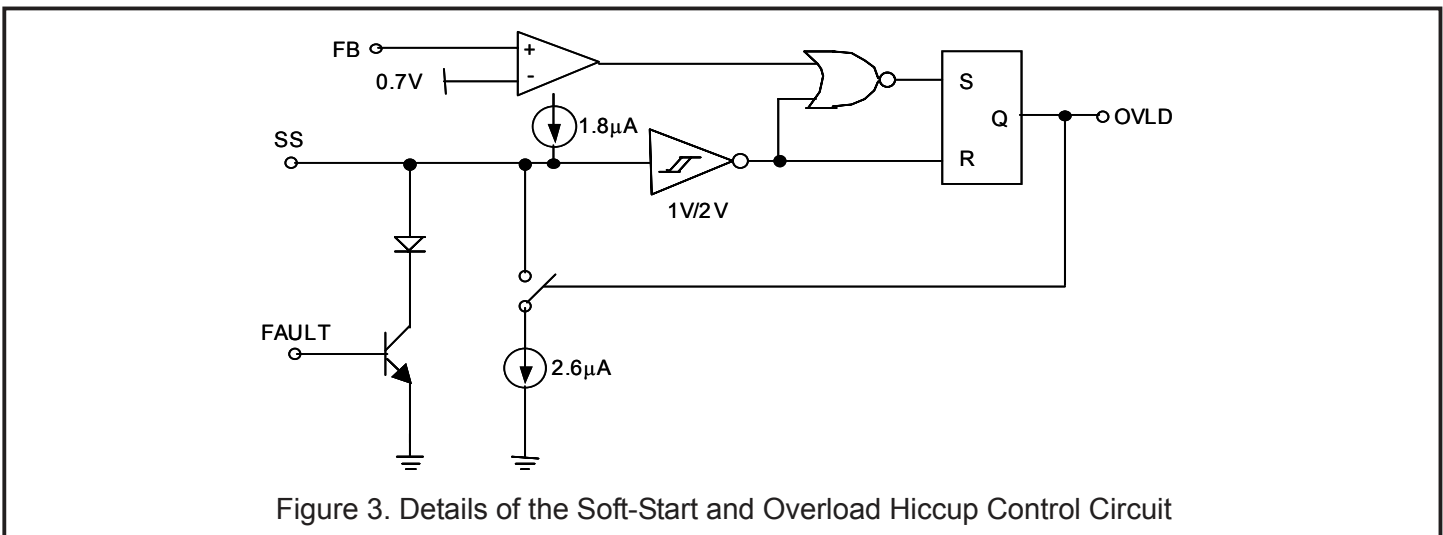 FB
+
0.7V
-
1.8μA
S
Q
OVLD
SS
R
1V/2V
FAULT
2.6μA
Figure 3. Details of the Soft-Start and Overload Hiccup Control Circuit